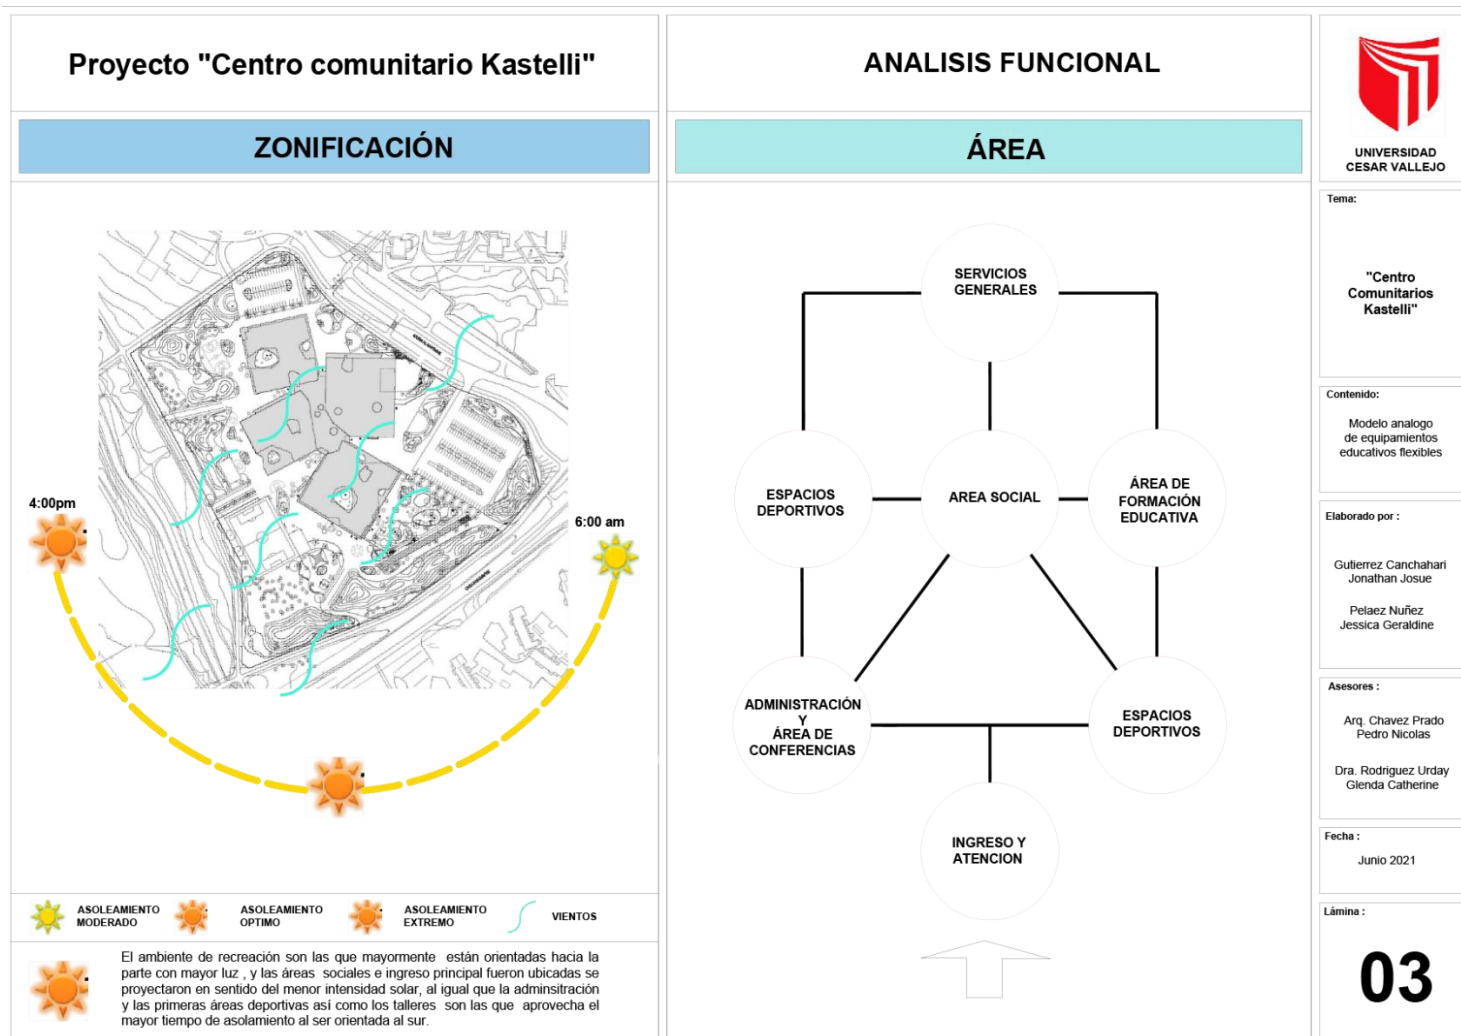 Proyecto "Centro comunitario Kastelli"
ZONIFICACIÓN
4:00pm
6:00 am
ASOLEAMIENTO
MODERADO
ASOLEAMIENTO
OPTIMO
ASOLEAMIENTO
EXTREMO
VIENTOS
El ambiente de recreación son las que mayormente están orientadas hacia la
parte con mayor luz , y las áreas sociales e ingreso principal fueron ubicadas se
proyectaron en sentido del menor intensidad solar, al igual que la adminsitración
y las primeras áreas deportivas así como los talleres son las que aprovecha el
mayor tiempo de asolamiento al ser orientada al sur.
ANALISIS FUNCIONAL
ÁREA
SERVICIOS
GENERALES
ESPACIOS
DEPORTIVOS
AREA SOCIAL
ÁREA DE
FORMACIÓN
EDUCATIVA
ADMINISTRACIÓN
Y
ÁREA DE
CONFERENCIAS
ESPACIOS
DEPORTIVOS
INGRESO Y
ATENCION
UNIVERSIDAD
CESAR VALLEJO
Tema:
"Centro
Comunitarios
Kastelli"
Contenido:
Modelo analogo
de equipamientos
educativos flexibles
Elaborado por :
Gutierrez Canchahari
Jonathan Josue
Pelaez Nuñez
Jessica Geraldine
Asesores :
Arq. Chavez Prado
Pedro Nicolas
Dra. Rodriguez Urday
Glenda Catherine
Fecha :
Junio 2021
Lámina :
03